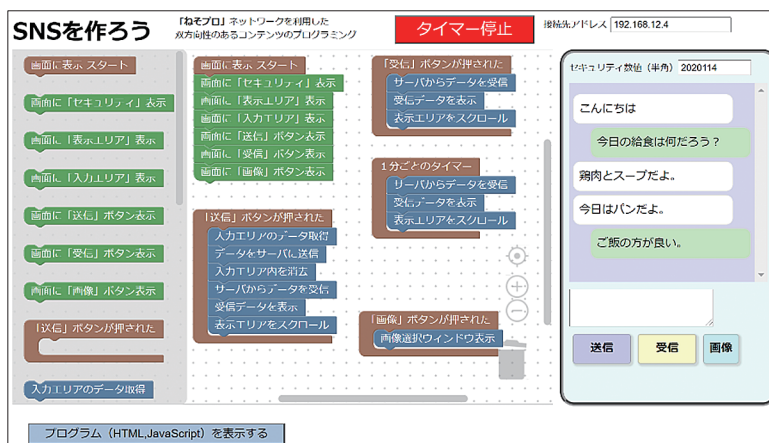 SNSを作ろう
「ねそプロ」ネットワークを利用した
双方向性のあるコンテンツのプログラミング
タイマー停止
接続先アドレス 192.168.12.4
画面に表示 スタート
画面に「セキュリティ」表示
画面に「表示エリア」表示
画面に「入力エリア」表示
画面に「送信」ボタン表示
画面に「受信」ボタン表示
画面に「画像」ボタン表示
「送信」ボタンが押された
入力エリアのデータ取得
画面に表示 スタート
画面に「セキュリティ」表示
画面に「表示エリア」表示
画面に「入力エリア」表示
画面に「送信」ボタン表示
画面に「受信」ボタン表示
画面に「画像」ボタン表示
「送信」ボタンが押された
入力エリアのデータ取得
データをサーバに送信
入力エリア内を消去
サーバからデータを受信
受信データを表示
表示エリアをスクロール
「受信」ボタンが押された
サーバからデータを受信
受信データを表示
表示エリアをスクロール
1分ごとのタイマー
サーバからデータを受信
受信データを表示
表示エリアをスクロール
「画像」ボタンが押された
画像選択ウィンドウ表示
セキュリティ数値（半角） 2020114
こんにちは
今日の給食は何だろう？
鶏肉とスープだよ。
今日はパンだよ。
ご飯の方が良い。
送信
受信
画像
プログラム（HTML,JavaScript）を表示する